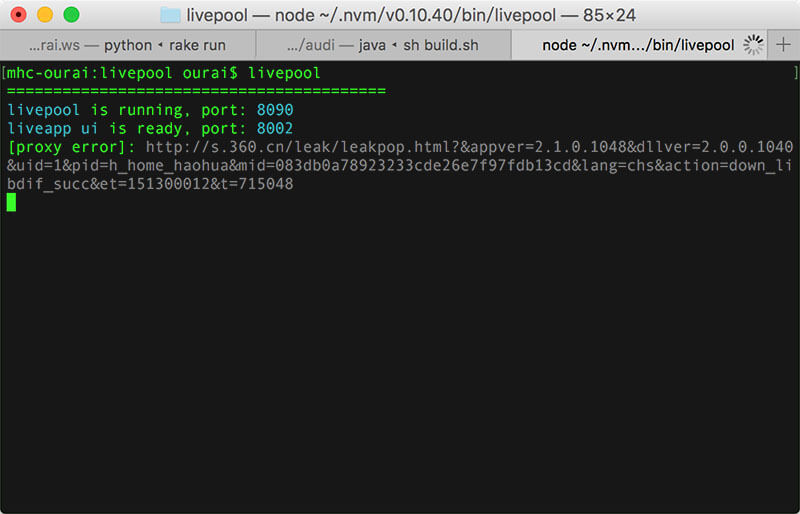 livepool — node ~/.nvm/v0.10.40/bin/livepool — 85×24
...rai.ws — python ◂ rake run
.../audi — java ◂ sh build.sh
node ~/.nvm.../bin/livepool
[mhc-ourai:livepool ourai$ livepool ]
=========================================
livepool is running, port: 8090
liveapp ui is ready, port: 8002
[proxy error]: http://s.360.cn/leak/leakpop.html?&appver=2.1.0.1048&dllver=2.0.0.1040
&uid=1&pid=h_home_haohua&mid=083db0a78923233cde26e7f97fdb13cd&lang=chs&action=down_li
bdif_succ&et=151300012&t=715048